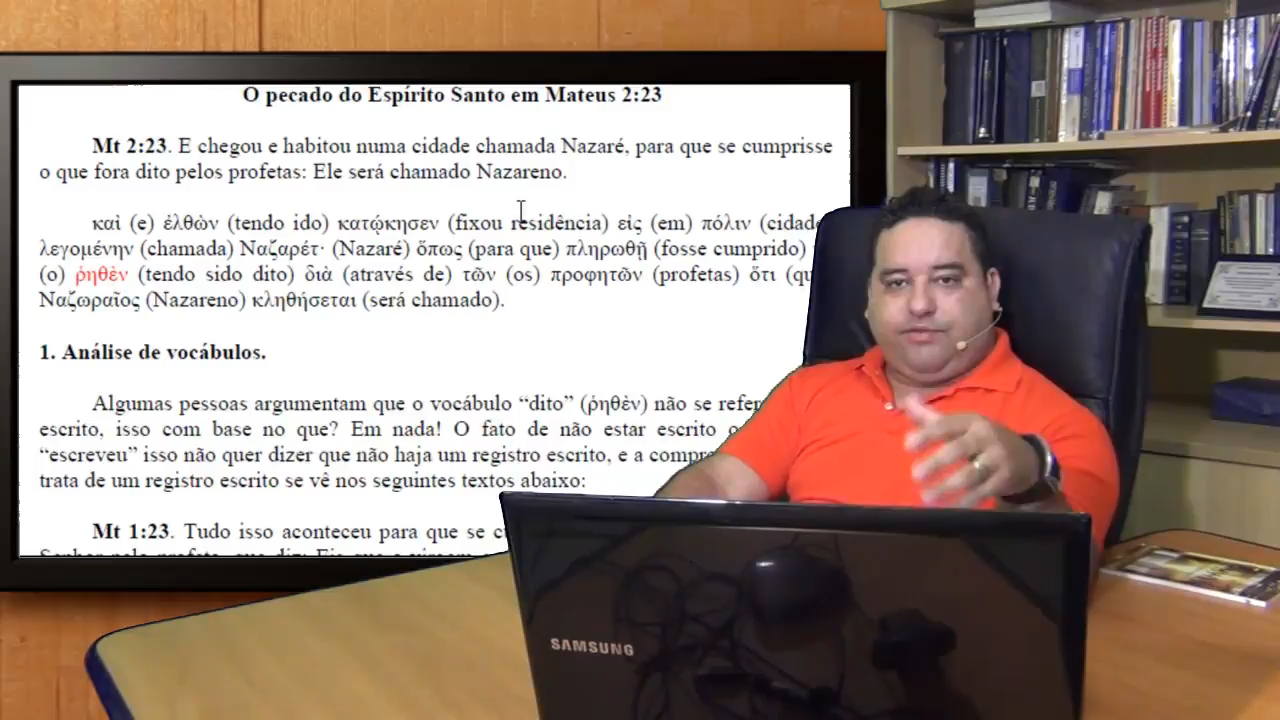 O pecado do Espírito Santo em Mateus 2:23
Mt 2:23. E chegou e habitou numa cidade chamada Nazaré, para que se cumprisse
o que fora dito pelos profetas: Ele será chamado Nazareno.
καὶ (e) ἐλθὼν (tendo ido) κατῴκησεν (fixou residência) εἰς (em) πόλιν (cidade
λεγομένην (chamada) Ναζαρέτ· (Nazaré) ὅπως (para que) πληρωθῇ (fosse cumprido)
(o) ῥηθὲν (tendo sido dito) διὰ (através de) τῶν (os) προφητῶν (profetas) ὅτι (qu
Ναζωραῖος (Nazareno) κληθήσεται (será chamado).
1. Análise de vocábulos.
Algumas pessoas argumentam que o vocábulo “dito” (ῥηθὲν) não se refer
escrito, isso com base no que? Em nada! O fato de não estar escrito o
“escreveu” isso não quer dizer que não haja um registro escrito, e a compro
trata de um registro escrito se vê nos seguintes textos abaixo:
Mt 1:23. Tudo isso aconteceu para que se c
SAMSUNG